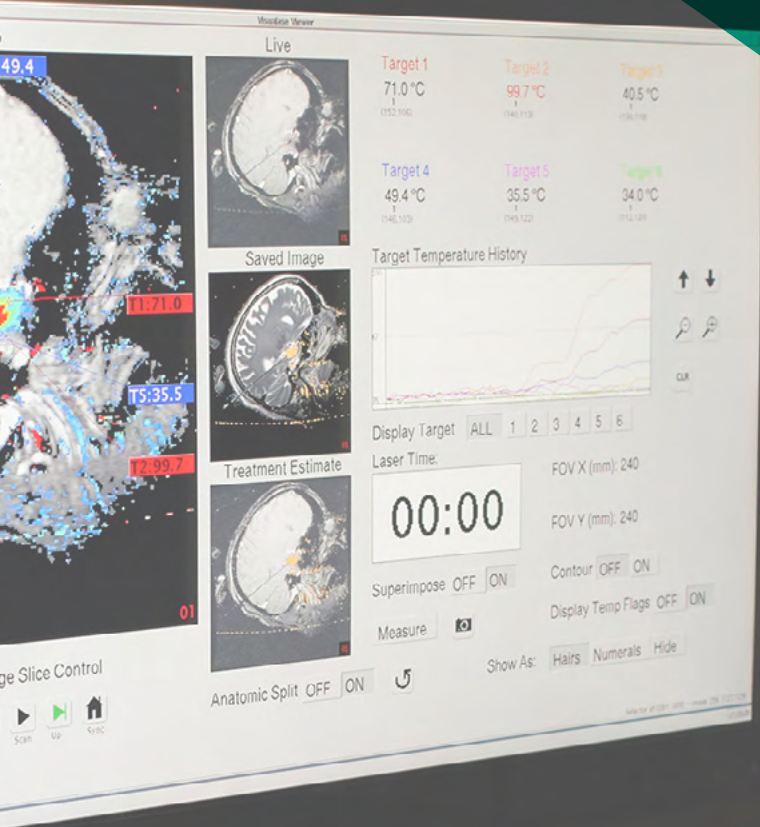 Visualase Viewer
49.4
T1:71.0
T5:35.5
T2:99.7
01
ge Slice Control
Scan
Up
Sync
Live
Saved Image
Treatment Estimate
Anatomic Split OFF ON
Target 1
71.0 °C
Target 2
99.7 °C
40.5 °C
Target 4
49.4 °C
Target 5
35.5 °C
34.0 °C
Target Temperature History
CLR
Display Target ALL 1 2 3 4 5 6
Laser Time:
00:00
FOV X (mm): 240
FOV Y (mm): 240
Superimpose OFF ON
Contour OFF ON
Display Temp Flags OFF ON
Measure
Show As: Hairs Numerals Hide